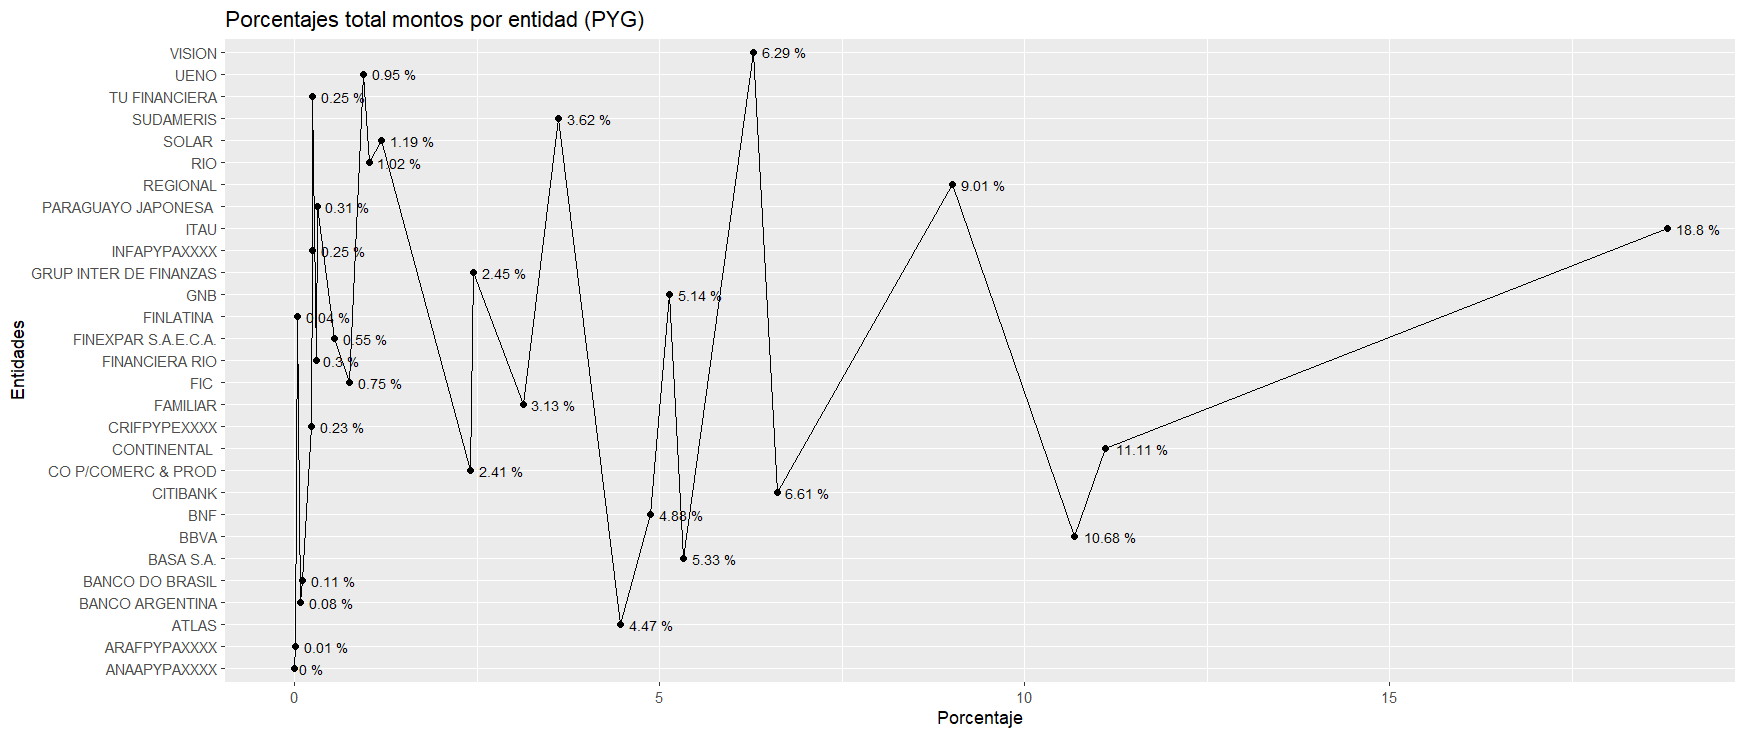 Porcentajes total montos por entidad (PYG)
VISION
6.29 %
UENO
0.95 %
TU FINANCIERA
0.25 %
SUDAMERIS
3.62 %
SOLAR
1.19 %
RIO
1.02 %
REGIONAL
9.01 %
PARAGUAYO JAPONESA
0.31 %
ITAU
18.8 %
INFAPYPAXXXX
0.25 %
GRUP INTER DE FINANZAS
2.45 %
GNB
5.14 %
FINLATINA
0.04 %
FINEXPAR S.A.E.C.A.
0.55 %
FINANCIERA RIO
0.3 %
FIC
0.75 %
FAMILIAR
3.13 %
CRIFPYPEXXXX
0.23 %
CONTINENTAL
11.11 %
CO P/COMERC & PROD
2.41 %
CITIBANK
6.61 %
BNF
4.88 %
BBVA
10.68 %
BASA S.A.
5.33 %
BANCO DO BRASIL
0.11 %
BANCO ARGENTINA
0.08 %
ATLAS
4.47 %
ARAFPYPAXXXX
0.01 %
ANAAPYPAXXXX
0 %
Entidades
0 5 10 15
Porcentaje